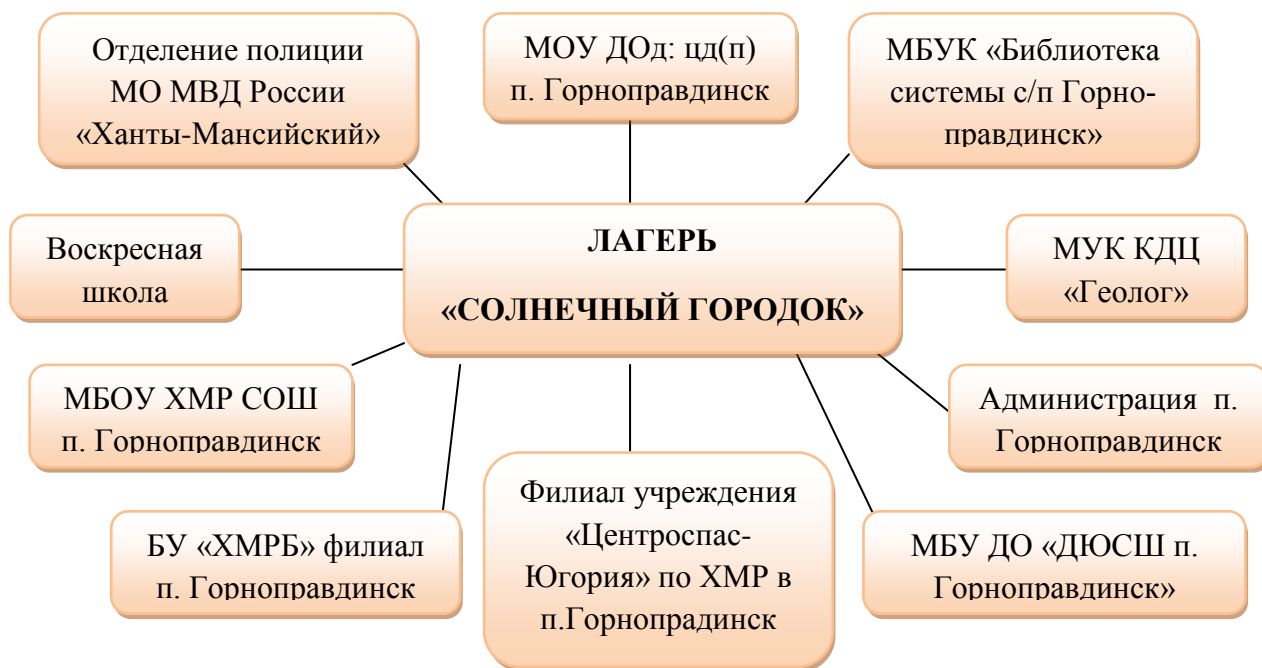 Отделение полиции
МО МВД России
«Ханты-Мансийский»
МОУ ДОд: цд(п)
п. Горноправдинск
МБУК «Библиотека
системы с/п Горно-
правдинск»
Воскресная
школа
ЛАГЕРЬ
«СОЛНЕЧНЫЙ ГОРОДОК»
МУК КДЦ
«Геолог»
МБОУ ХМР СОШ
п. Горноправдинск
Администрация п.
Горноправдинск
БУ «ХМРБ» филиал
п. Горноправдинск
Филиал учреждения
«Центроспас-
Югория» по ХМР в
п.Горнопрадинск
МБУ ДО «ДЮСШ п.
Горноправдинск»